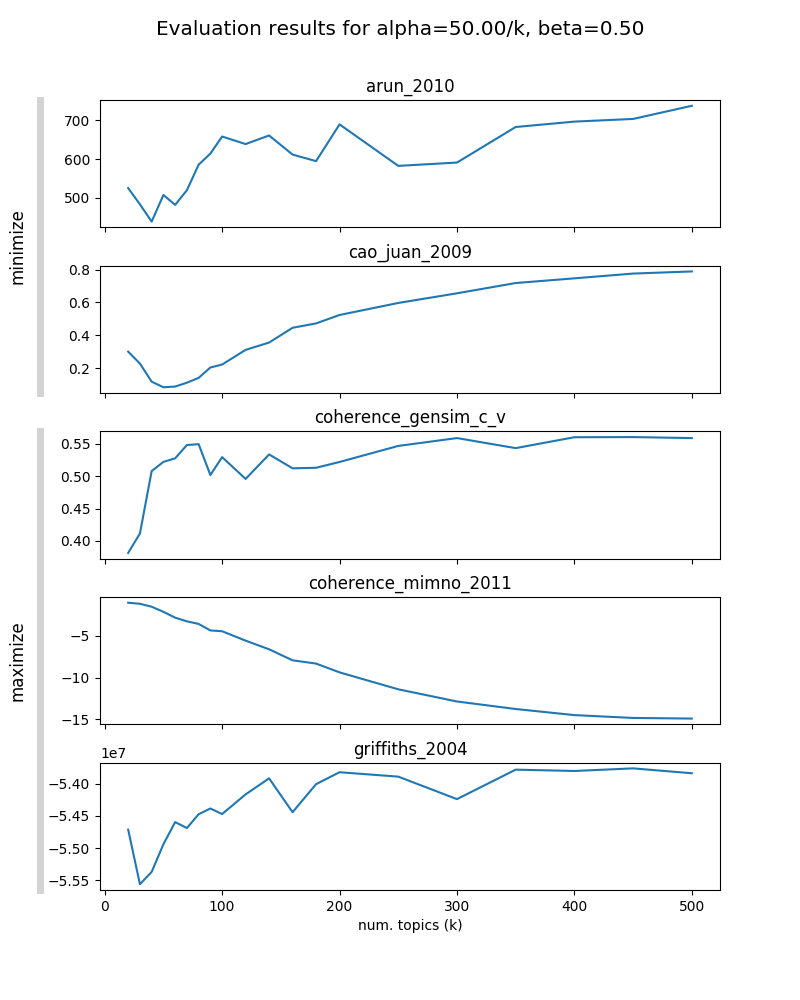 Evaluation results for alpha=50.00/k, beta=0.50
minimize
arun_2010
700
600
500
cao_juan_2009
0.8
0.6
0.4
0.2
maximize
coherence_gensim_c_v
0.55
0.50
0.45
0.40
coherence_mimno_2011
−5
−10
−15
1e7
griffiths_2004
−5.40
−5.45
−5.50
−5.55
0 100 200 300 400 500
num. topics (k)